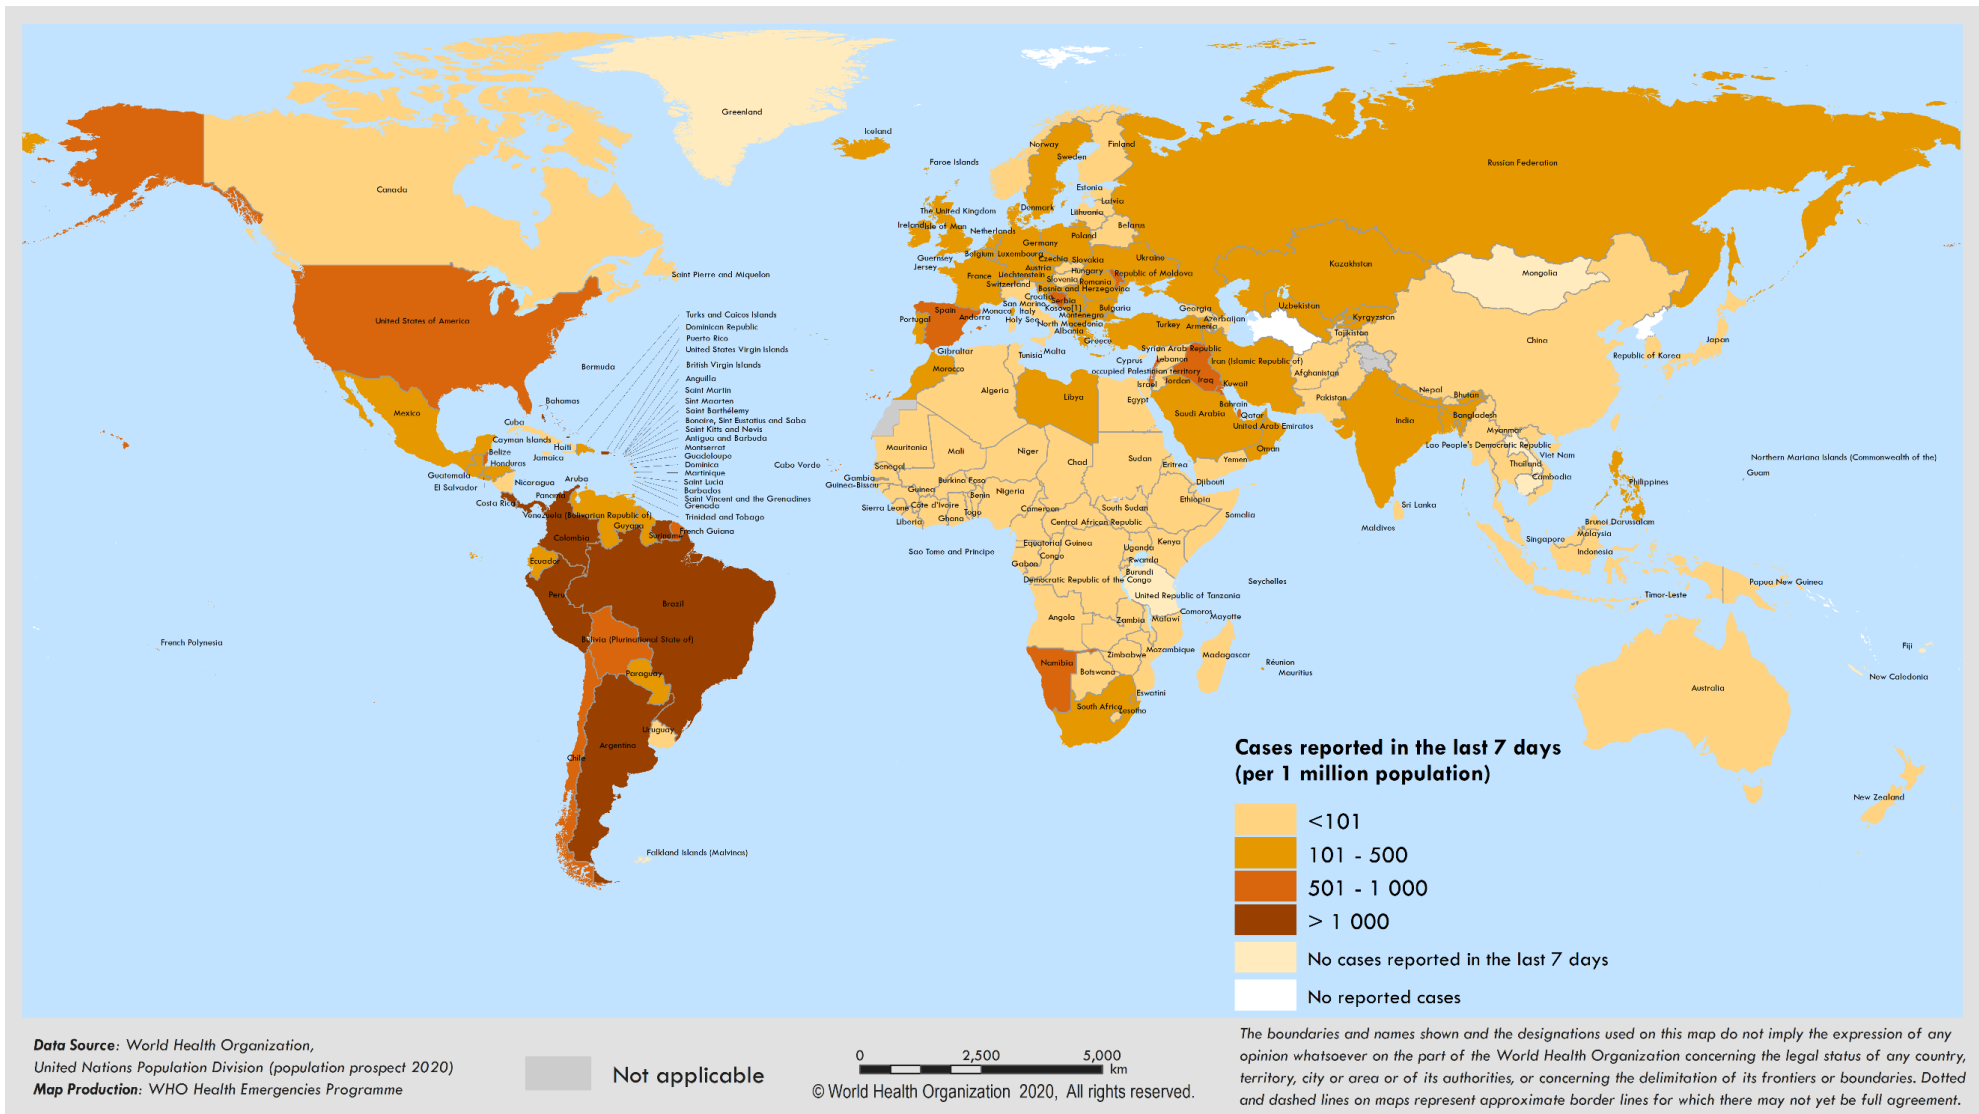 Greenland
Iceland
Faroe Islands
Norway
Sweden
Finland
Russian Federation
Canada
Estonia
Latvia
Denmark
Lithuania
The United Kingdom
Ireland
Isle of Man
Belarus
Netherlands
Poland
Germany
Guernsey
Belgium
Luxembourg
Czechia
Slovakia
Ukraine
Kazakhstan
Jersey
Austria
Hungary
Republic of Moldova
Mongolia
Saint Pierre and Miquelon
France
Liechtenstein
Slovenia
Romania
Switzerland
Bosnia and Herzegovina
Croatia
Serbia
San Marino
Kosovo[1]
Bulgaria
Georgia
Uzbekistan
Spain
Andorra
Monaco
Italy
Montenegro
Portugal
Holy See
North Macedonia
Albania
Turkey
Armenia
Azerbaijan
Kyrgyzstan
Tajikistan
United States of America
Turks and Caicos Islands
Dominican Republic
Puerto Rico
United States Virgin Islands
British Virgin Islands
Anguilla
Saint Martin
Sint Maarten
Saint Barthélemy
Bonaire, Sint Eustatius and Saba
Saint Kitts and Nevis
Antigua and Barbuda
Montserrat
Guadeloupe
Dominica
Martinique
Saint Lucia
Barbados
Saint Vincent and the Grenadines
Grenada
Trinidad and Tobago
French Guiana
Greece
China
Japan
Republic of Korea
Gibraltar
Tunisia
Malta
Syrian Arab Republic
Cyprus
Lebanon
Iran (Islamic Republic of)
occupied Palestinian territory
Afghanistan
Bermuda
Morocco
Israel
Jordan
Iraq
Kuwait
Algeria
Libya
Egypt
Pakistan
Nepal
Bhutan
Bahamas
Mexico
Bahrain
Saudi Arabia
Qatar
United Arab Emirates
India
Bangladesh
Cuba
Myanmar
Cayman Islands
Haiti
Belize
Jamaica
Honduras
Mauritania
Mali
Niger
Chad
Sudan
Oman
Yemen
Eritrea
Lao People's Democratic Republic
Viet Nam
Thailand
Northern Mariana Islands (Commonwealth of the)
Guam
Cabo Verde
Guatemala
Nicaragua
Aruba
El Salvador
Senegal
Gambia
Guinea-Bissau
Guinea
Burkina Faso
Benin
Nigeria
Djibouti
Cambodia
Philippines
Costa Rica
Panama
Venezuela (Bolivarian Republic of)
Guyana
Suriname
Colombia
Sierra Leone
Côte d'Ivoire
Liberia
Ghana
Togo
Cameroon
South Sudan
Ethiopia
Central African Republic
Somalia
Sri Lanka
Maldives
Brunei Darussalam
Malaysia
Singapore
Indonesia
Ecuador
Sao Tome and Principe
Equatorial Guinea
Uganda
Kenya
Gabon
Congo
Rwanda
Burundi
Democratic Republic of the Congo
United Republic of Tanzania
Seychelles
Papua New Guinea
Timor-Leste
Peru
Brazil
Angola
Zambia
Malawi
Comoros
Mayotte
French Polynesia
Bolivia (Plurinational State of)
Mozambique
Zimbabwe
Madagascar
Fiji
Namibia
Botswana
Réunion
Mauritius
New Caledonia
Paraguay
Eswatini
South Africa
Lesotho
Australia
Uruguay
Argentina
Chile
New Zealand
Falkland Islands (Malvinas)
Cases reported in the last 7 days
(per 1 million population)
<101
101 - 500
501 - 1 000
> 1 000
No cases reported in the last 7 days
No reported cases
Data Source: World Health Organization,
United Nations Population Division (population prospect 2020)
Map Production: WHO Health Emergencies Programme
Not applicable
0 2,500 5,000
km
© World Health Organization 2020, All rights reserved.
The boundaries and names shown and the designations used on this map do not imply the expression of any
opinion whatsoever on the part of the World Health Organization concerning the legal status of any country,
territory, city or area or of its authorities, or concerning the delimitation of its frontiers or boundaries. Dotted
and dashed lines on maps represent approximate border lines for which there may not yet be full agreement.